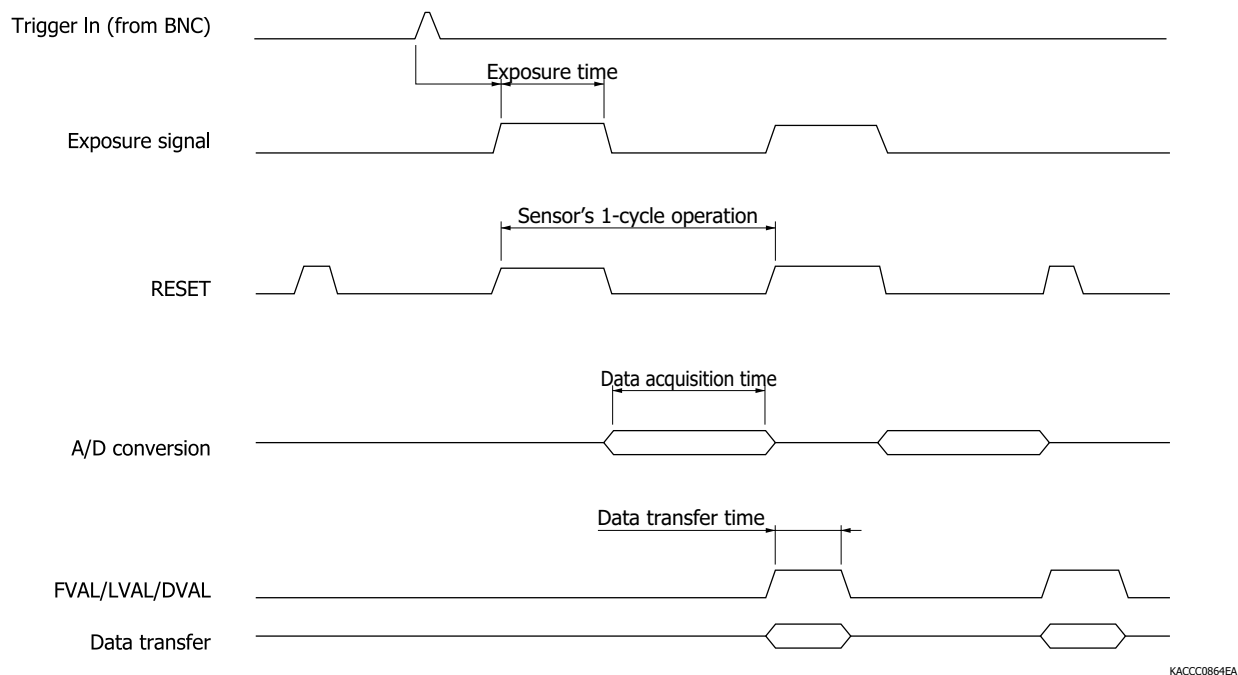 Trigger In (from BNC)
Exposure time
Exposure signal
Sensor's 1-cycle operation
RESET
Data acquisition time
A/D conversion
Data transfer time
FVAL/LVAL/DVAL
Data transfer
KACCC0864EA